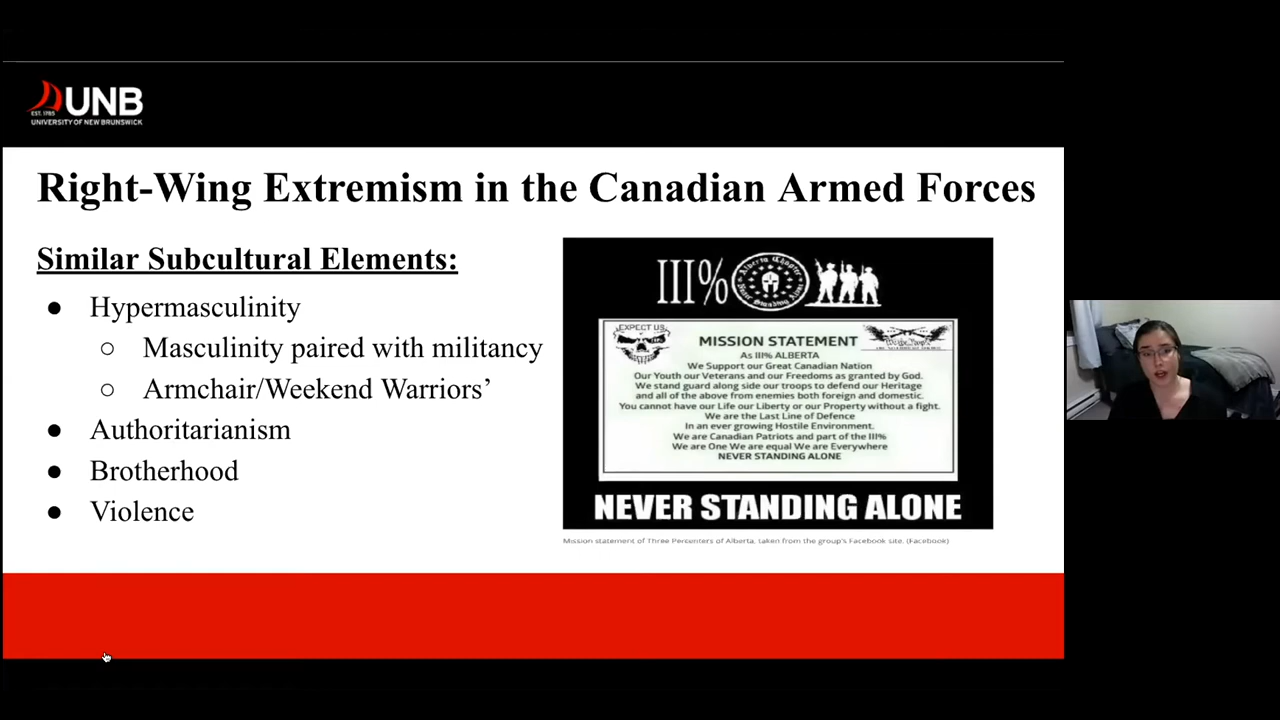 UNB
EST. 1785
UNIVERSITY OF NEW BRUNSWICK
Right-Wing Extremism in the Canadian Armed Forces
Similar Subcultural Elements:
● Hypermasculinity
○ Masculinity paired with militancy
○ Armchair/Weekend Warriors’
● Authoritarianism
● Brotherhood
● Violence
III%
Alberta Chapter
Never Standing Alone
EXPECT US
We The People
MISSION STATEMENT
As III% ALBERTA
We Support our Great Canadian Nation
Our Youth our Veterans and our Freedoms as granted by God.
We stand guard along side our troops to defend our Heritage
and all of the above from enemies both foreign and domestic.
You cannot have our Life our Liberty or our Property without a fight.
We are the Last Line of Defence
In an ever growing Hostile Environment.
We are Canadian Patriots and part of the III%
We are One We are equal We are Everywhere
NEVER STANDING ALONE
NEVER STANDING ALONE
Mission statement of Three Percenters of Alberta, taken from the group's Facebook site. (Facebook)